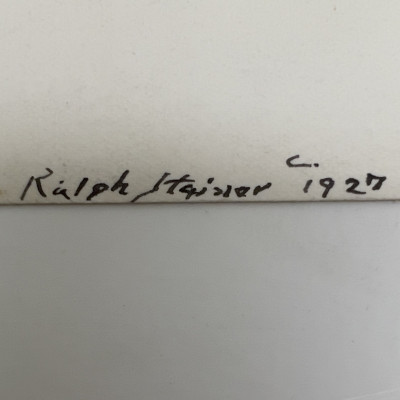 Ralph Steiner c. 1927